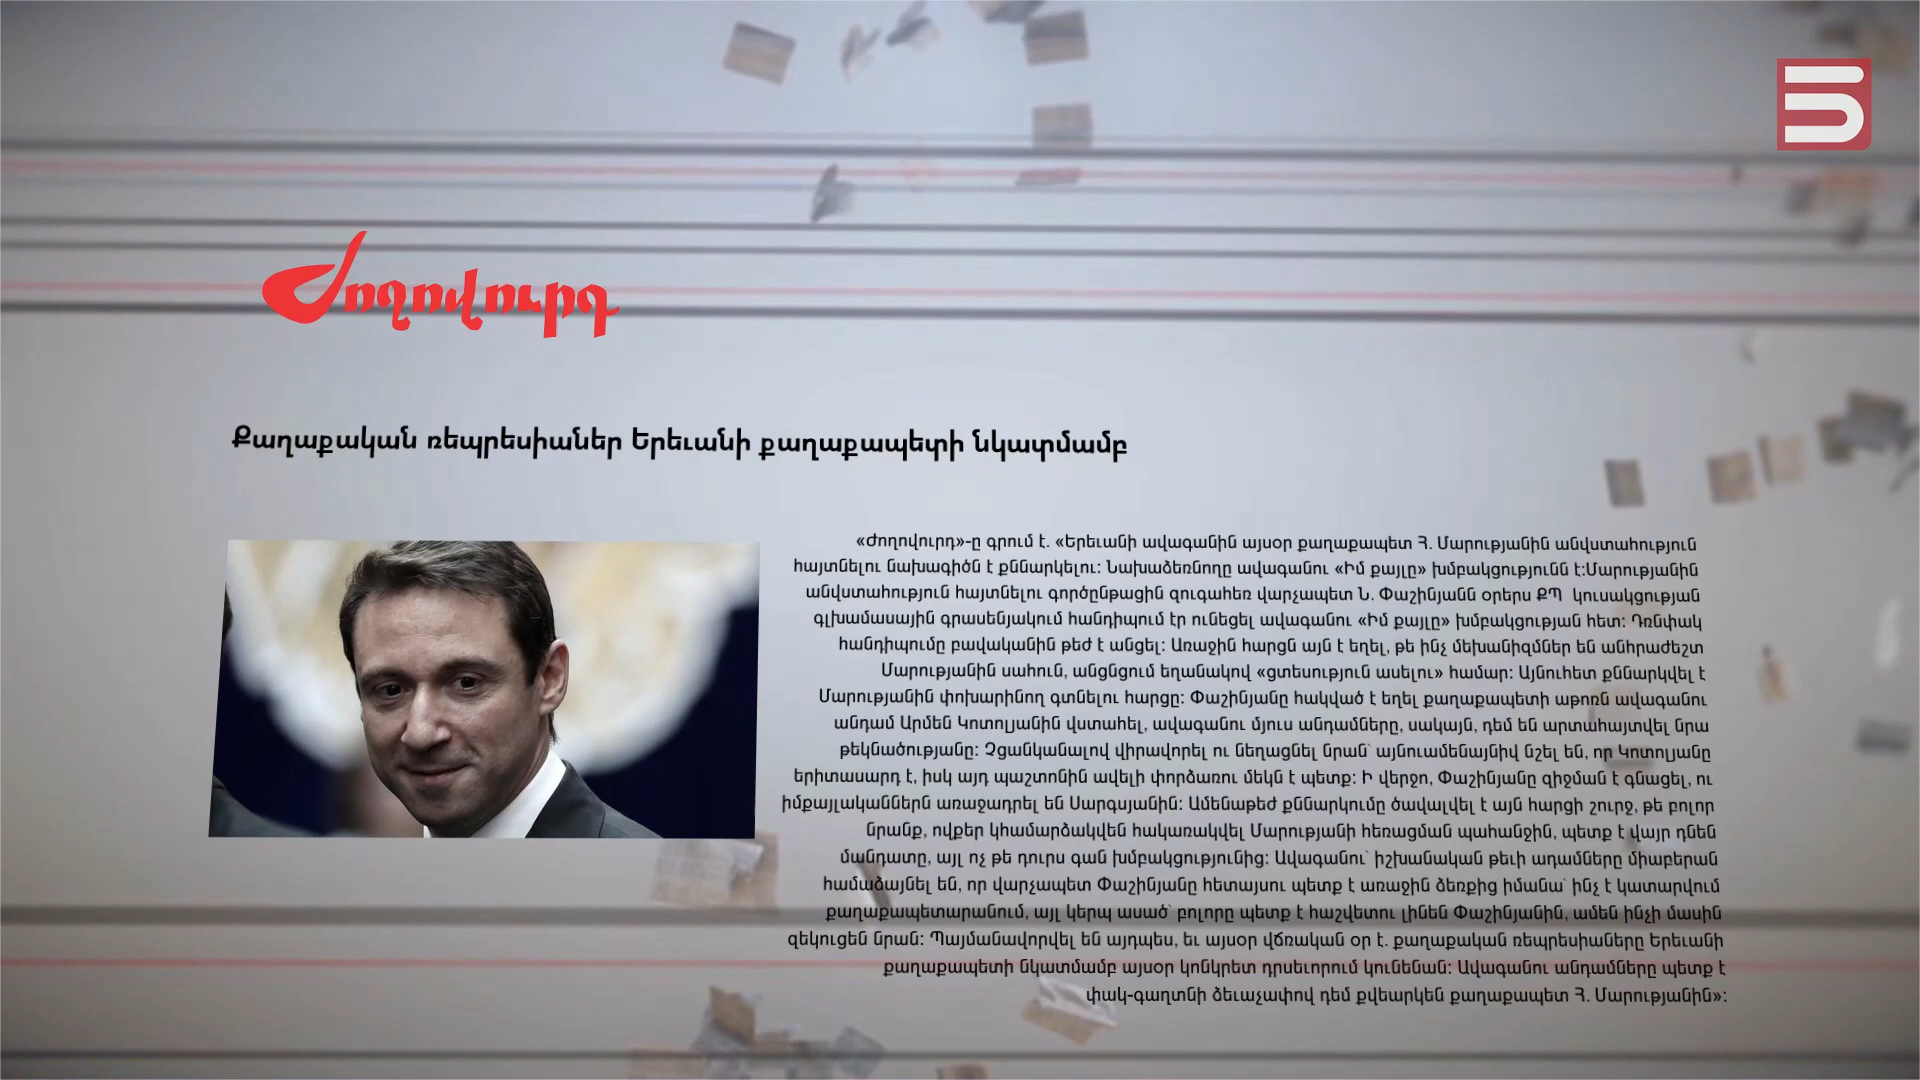 Ժողովուրդ
Քաղաքական ռեպրեսիաներ Երեւանի քաղաքապետի նկատմամբ
«Ժողովուրդ»-ը գրում է. «Երեւանի ավագանին այսօր քաղաքապետ Հ. Մարությանին անվստահություն
հայտնելու նախագիծն է քննարկելու: Նախաձեռնողը ավագանու «Իմ քայլը» խմբակցությունն է:Մարությանին
անվստահություն հայտնելու գործընթացին զուգահեռ վարչապետ Ն. Փաշինյանն օրերս ՔՊ կուսակցության
գլխամասային գրասենյակում հանդիպում էր ունեցել ավագանու «Իմ քայլը» խմբակցության հետ: Դռնփակ
հանդիպումը բավականին թեժ է անցել: Առաջին հարցն այն է եղել, թե ինչ մեխանիզմներ են անհրաժեշտ
Մարությանին սահուն, անցնցում եղանակով «ցտեսություն ասելու» համար: Այնուհետ քննարկվել է
Մարությանին փոխարինող գտնելու հարցը: Փաշինյանը հակված է եղել քաղաքապետի աթոռն ավագանու
անդամ Արմեն Կոտոլյանին վստահել, ավագանու մյուս անդամները, սակայն, դեմ են արտահայտվել նրա
թեկնածությանը: Չցանկանալով վիրավորել ու նեղացնել նրան՝ այնուամենայնիվ նշել են, որ Կոտոլյանը
երիտասարդ է, իսկ այդ պաշտոնին ավելի փորձառու մեկն է պետք: Ի վերջո, Փաշինյանը զիջման է գնացել, ու
իմքայլականներն առաջադրել են Սարգսյանին: Ամենաթեժ քննարկումը ծավալվել է այն հարցի շուրջ, թե բոլոր
նրանք, ովքեր կհամարձակվեն հակառակվել Մարությանի հեռացման պահանջին, պետք է վայր դնեն
մանդատը, այլ ոչ թե դուրս գան խմբակցությունից: Ավագանու՝ իշխանական թեւի ադամները միաբերան
համաձայնել են, որ վարչապետ Փաշինյանը հետայսու պետք է առաջին ձեռքից իմանա՝ ինչ է կատարվում
քաղաքապետարանում, այլ կերպ ասած՝ բոլորը պետք է հաշվետու լինեն Փաշինյանին, ամեն ինչի մասին
զեկուցեն նրան: Պայմանավորվել են այդպես, եւ այսօր վճռական օր է. քաղաքական ռեպրեսիաները Երեւանի
քաղաքապետի նկատմամբ այսօր կոնկրետ դրսեւորում կունենան: Ավագանու անդամները պետք է
փակ-գաղտնի ձեւաչափով դեմ քվեարկեն քաղաքապետ Հ. Մարությանին»: